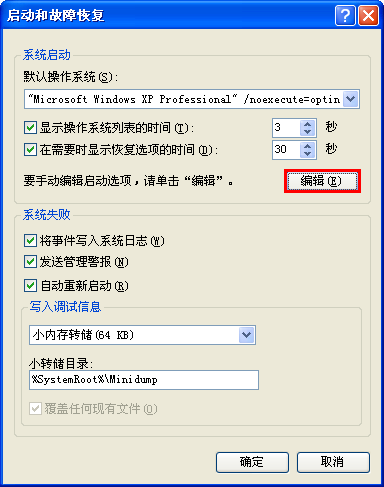 启动和故障恢复
系统启动
默认操作系统(S):
"Microsoft Windows XP Professional" /noexecute=optin
显示操作系统列表的时间(T): 3 秒
在需要时显示恢复选项的时间(D): 30 秒
要手动编辑启动选项，请单击“编辑”。 编辑(E)
系统失败
将事件写入系统日志(W)
发送管理警报(N)
自动重新启动(R)
写入调试信息
小内存转储(64 KB)
小转储目录:
%SystemRoot%\Minidump
覆盖任何现有文件(O)
确定 取消